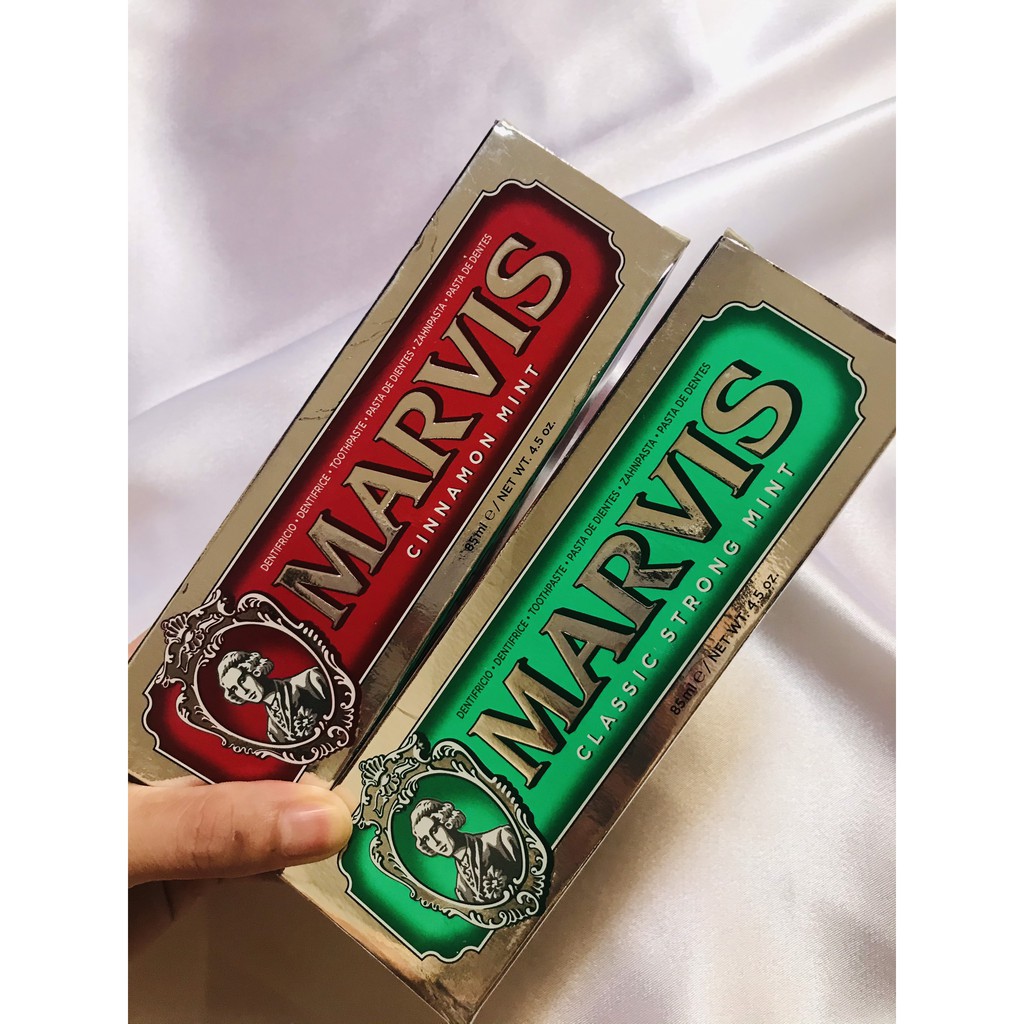 DENTIFRICIO • DENTIFRICE • TOOTHPASTE • PASTA DE DIENTES • ZAHNPASTA • PASTA DE DENTES
MARVIS
CINNAMON MINT
85ml e / NET WT. 4.5 oz.
DENTIFRICIO • DENTIFRICE • TOOTHPASTE • PASTA DE DIENTES • ZAHNPASTA • PASTA DE DENTES
MARVIS
CLASSIC STRONG MINT
85ml e / NET WT. 4.5 oz.